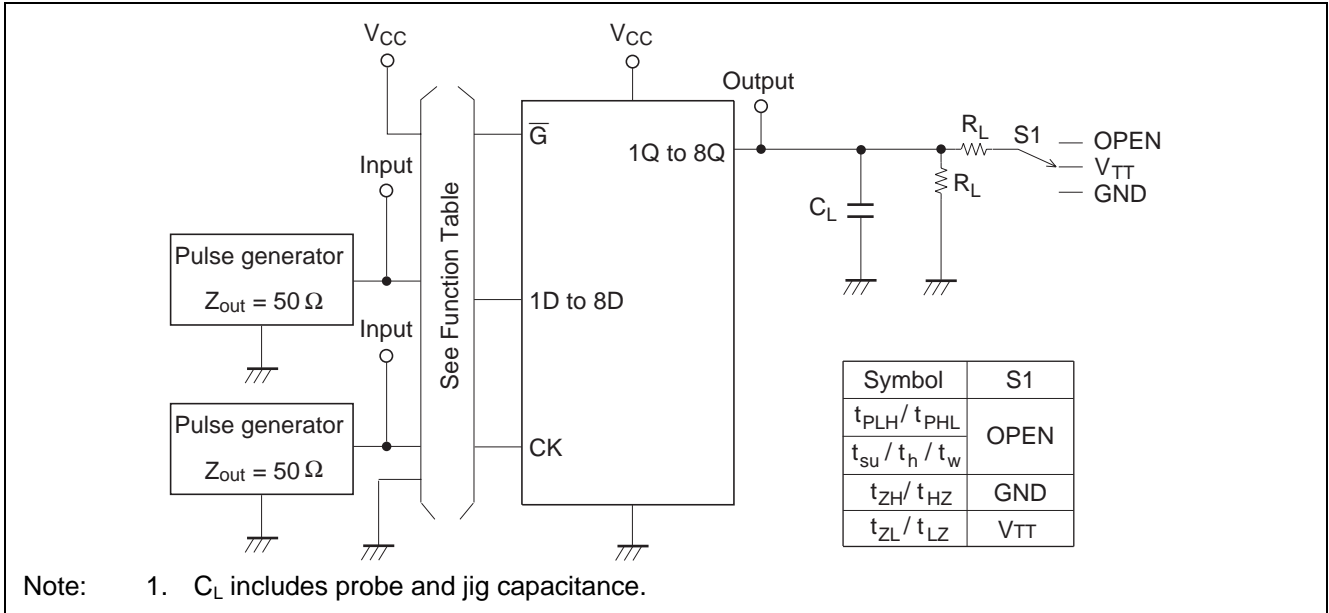 VCC
VCC
Output
G
1Q to 8Q
RL
S1
OPEN
VTT
GND
Input
RL
CL
Pulse generator
Zout = 50 Ω
See Function Table
1D to 8D
Input
Pulse generator
Zout = 50 Ω
CK
Symbol S1
tPLH / tPHL OPEN
tsu / th / tw
tZH / tHZ GND
tZL / tLZ VTT
Note: 1. CL includes probe and jig capacitance.